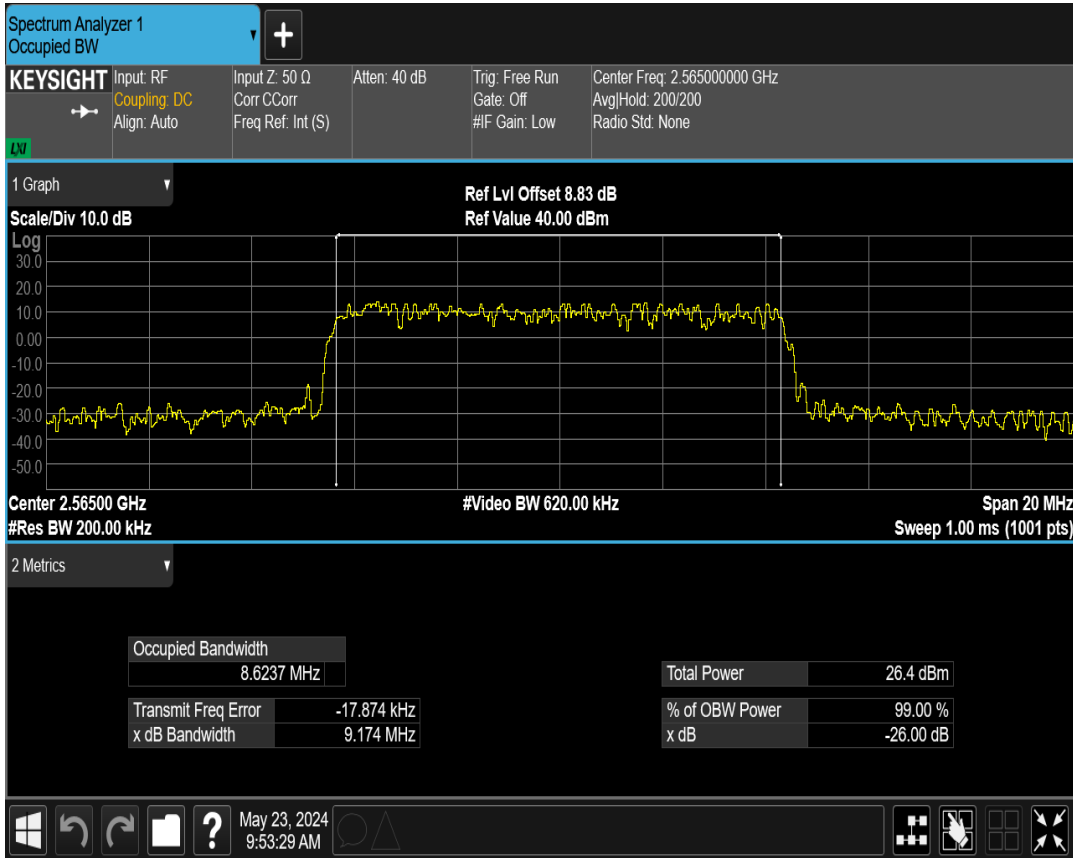 Spectrum Analyzer 1
Occupied BW
+
KEYSIGHT
LXI
Input: RF
Coupling: DC
Align: Auto
Input Z: 50 Ω
Corr CCorr
Freq Ref: Int (S)
Atten: 40 dB
Trig: Free Run
Gate: Off
#IF Gain: Low
Center Freq: 2.565000000 GHz
Avg|Hold: 200/200
Radio Std: None
1 Graph
Scale/Div 10.0 dB
Ref Lvl Offset 8.83 dB
Ref Value 40.00 dBm
Log
30.0
20.0
10.0
0.00
-10.0
-20.0
-30.0
-40.0
-50.0
Center 2.56500 GHz
#Video BW 620.00 kHz
Span 20 MHz
#Res BW 200.00 kHz
Sweep 1.00 ms (1001 pts)
2 Metrics
Occupied Bandwidth
8.6237 MHz
Total Power 26.4 dBm
Transmit Freq Error -17.874 kHz
% of OBW Power 99.00 %
x dB Bandwidth 9.174 MHz
x dB -26.00 dB
?
May 23, 2024
9:53:29 AM